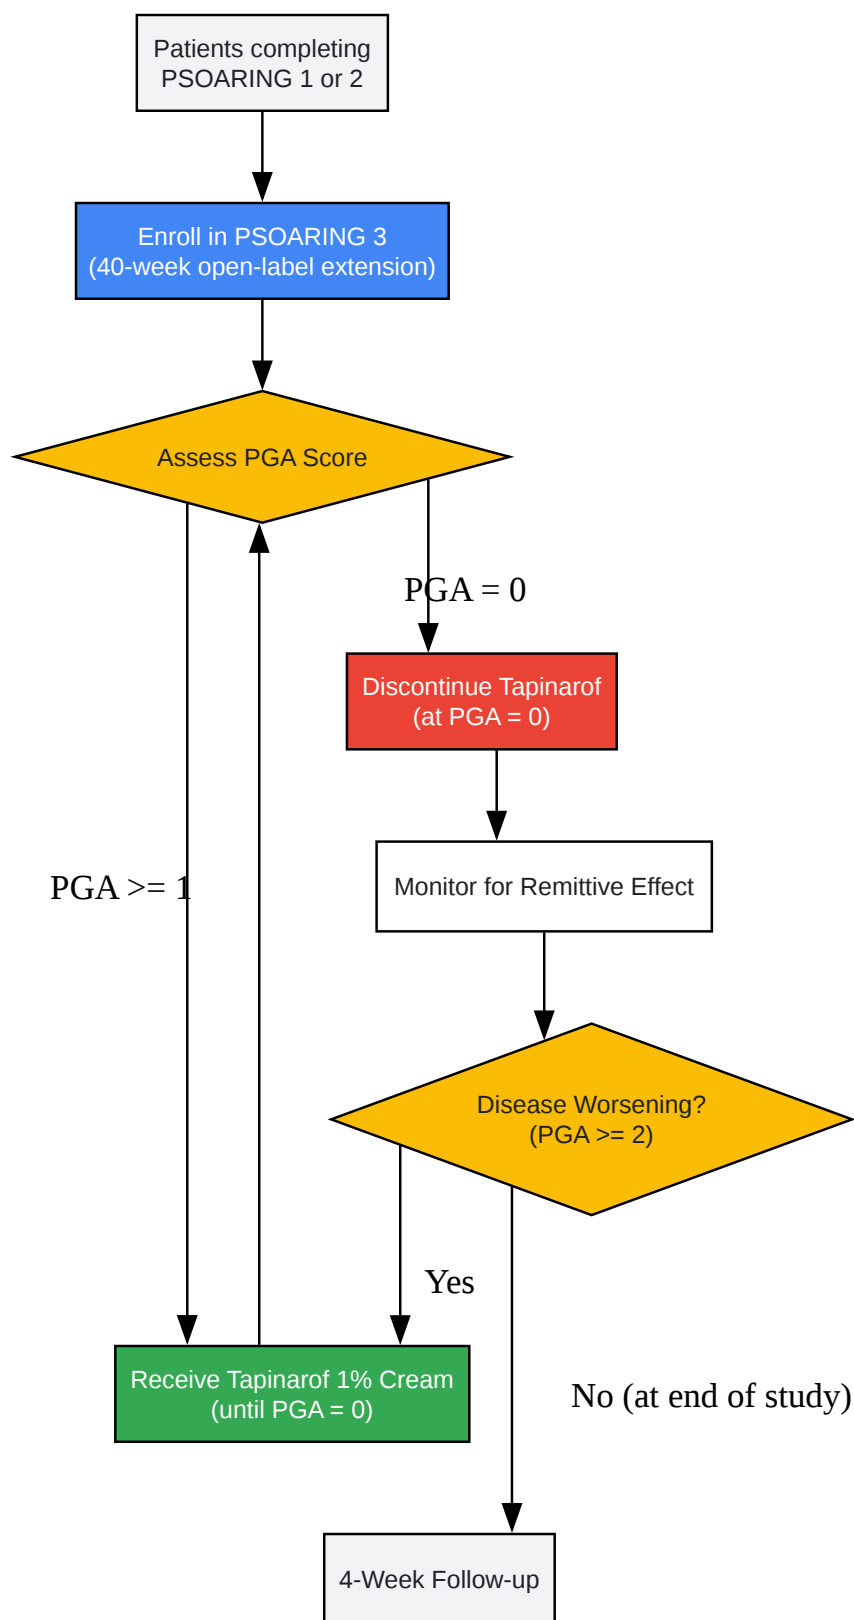 Patients completing
PSOARING 1 or 2
Enroll in PSOARING 3
(40-week open-label extension)
Assess PGA Score
PGA = 0
Discontinue Tapinarof
(at PGA = 0)
Monitor for Remittive Effect
PGA >= 1
Disease Worsening?
(PGA >= 2)
Yes
Receive Tapinarof 1% Cream
(until PGA = 0)
No (at end of study)
4-Week Follow-up